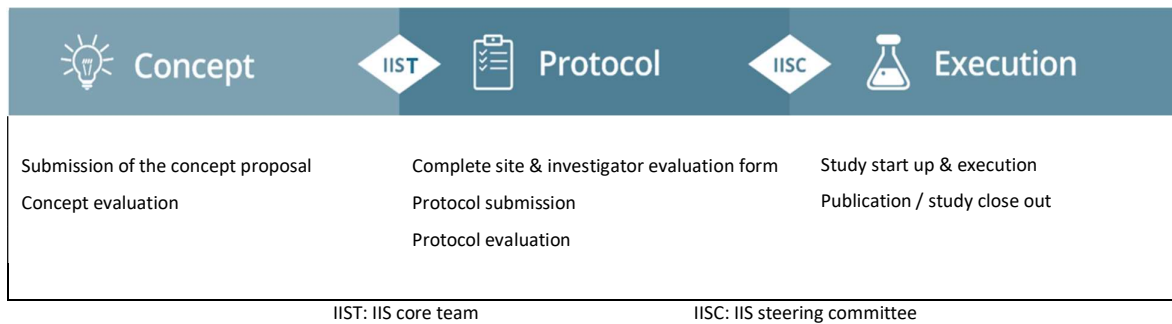 Concept
IIST
Protocol
IISC
Execution
Submission of the concept proposal
Concept evaluation
Complete site & investigator evaluation form
Protocol submission
Protocol evaluation
Study start up & execution
Publication / study close out
IIST: IIS core team
IISC: IIS steering committee